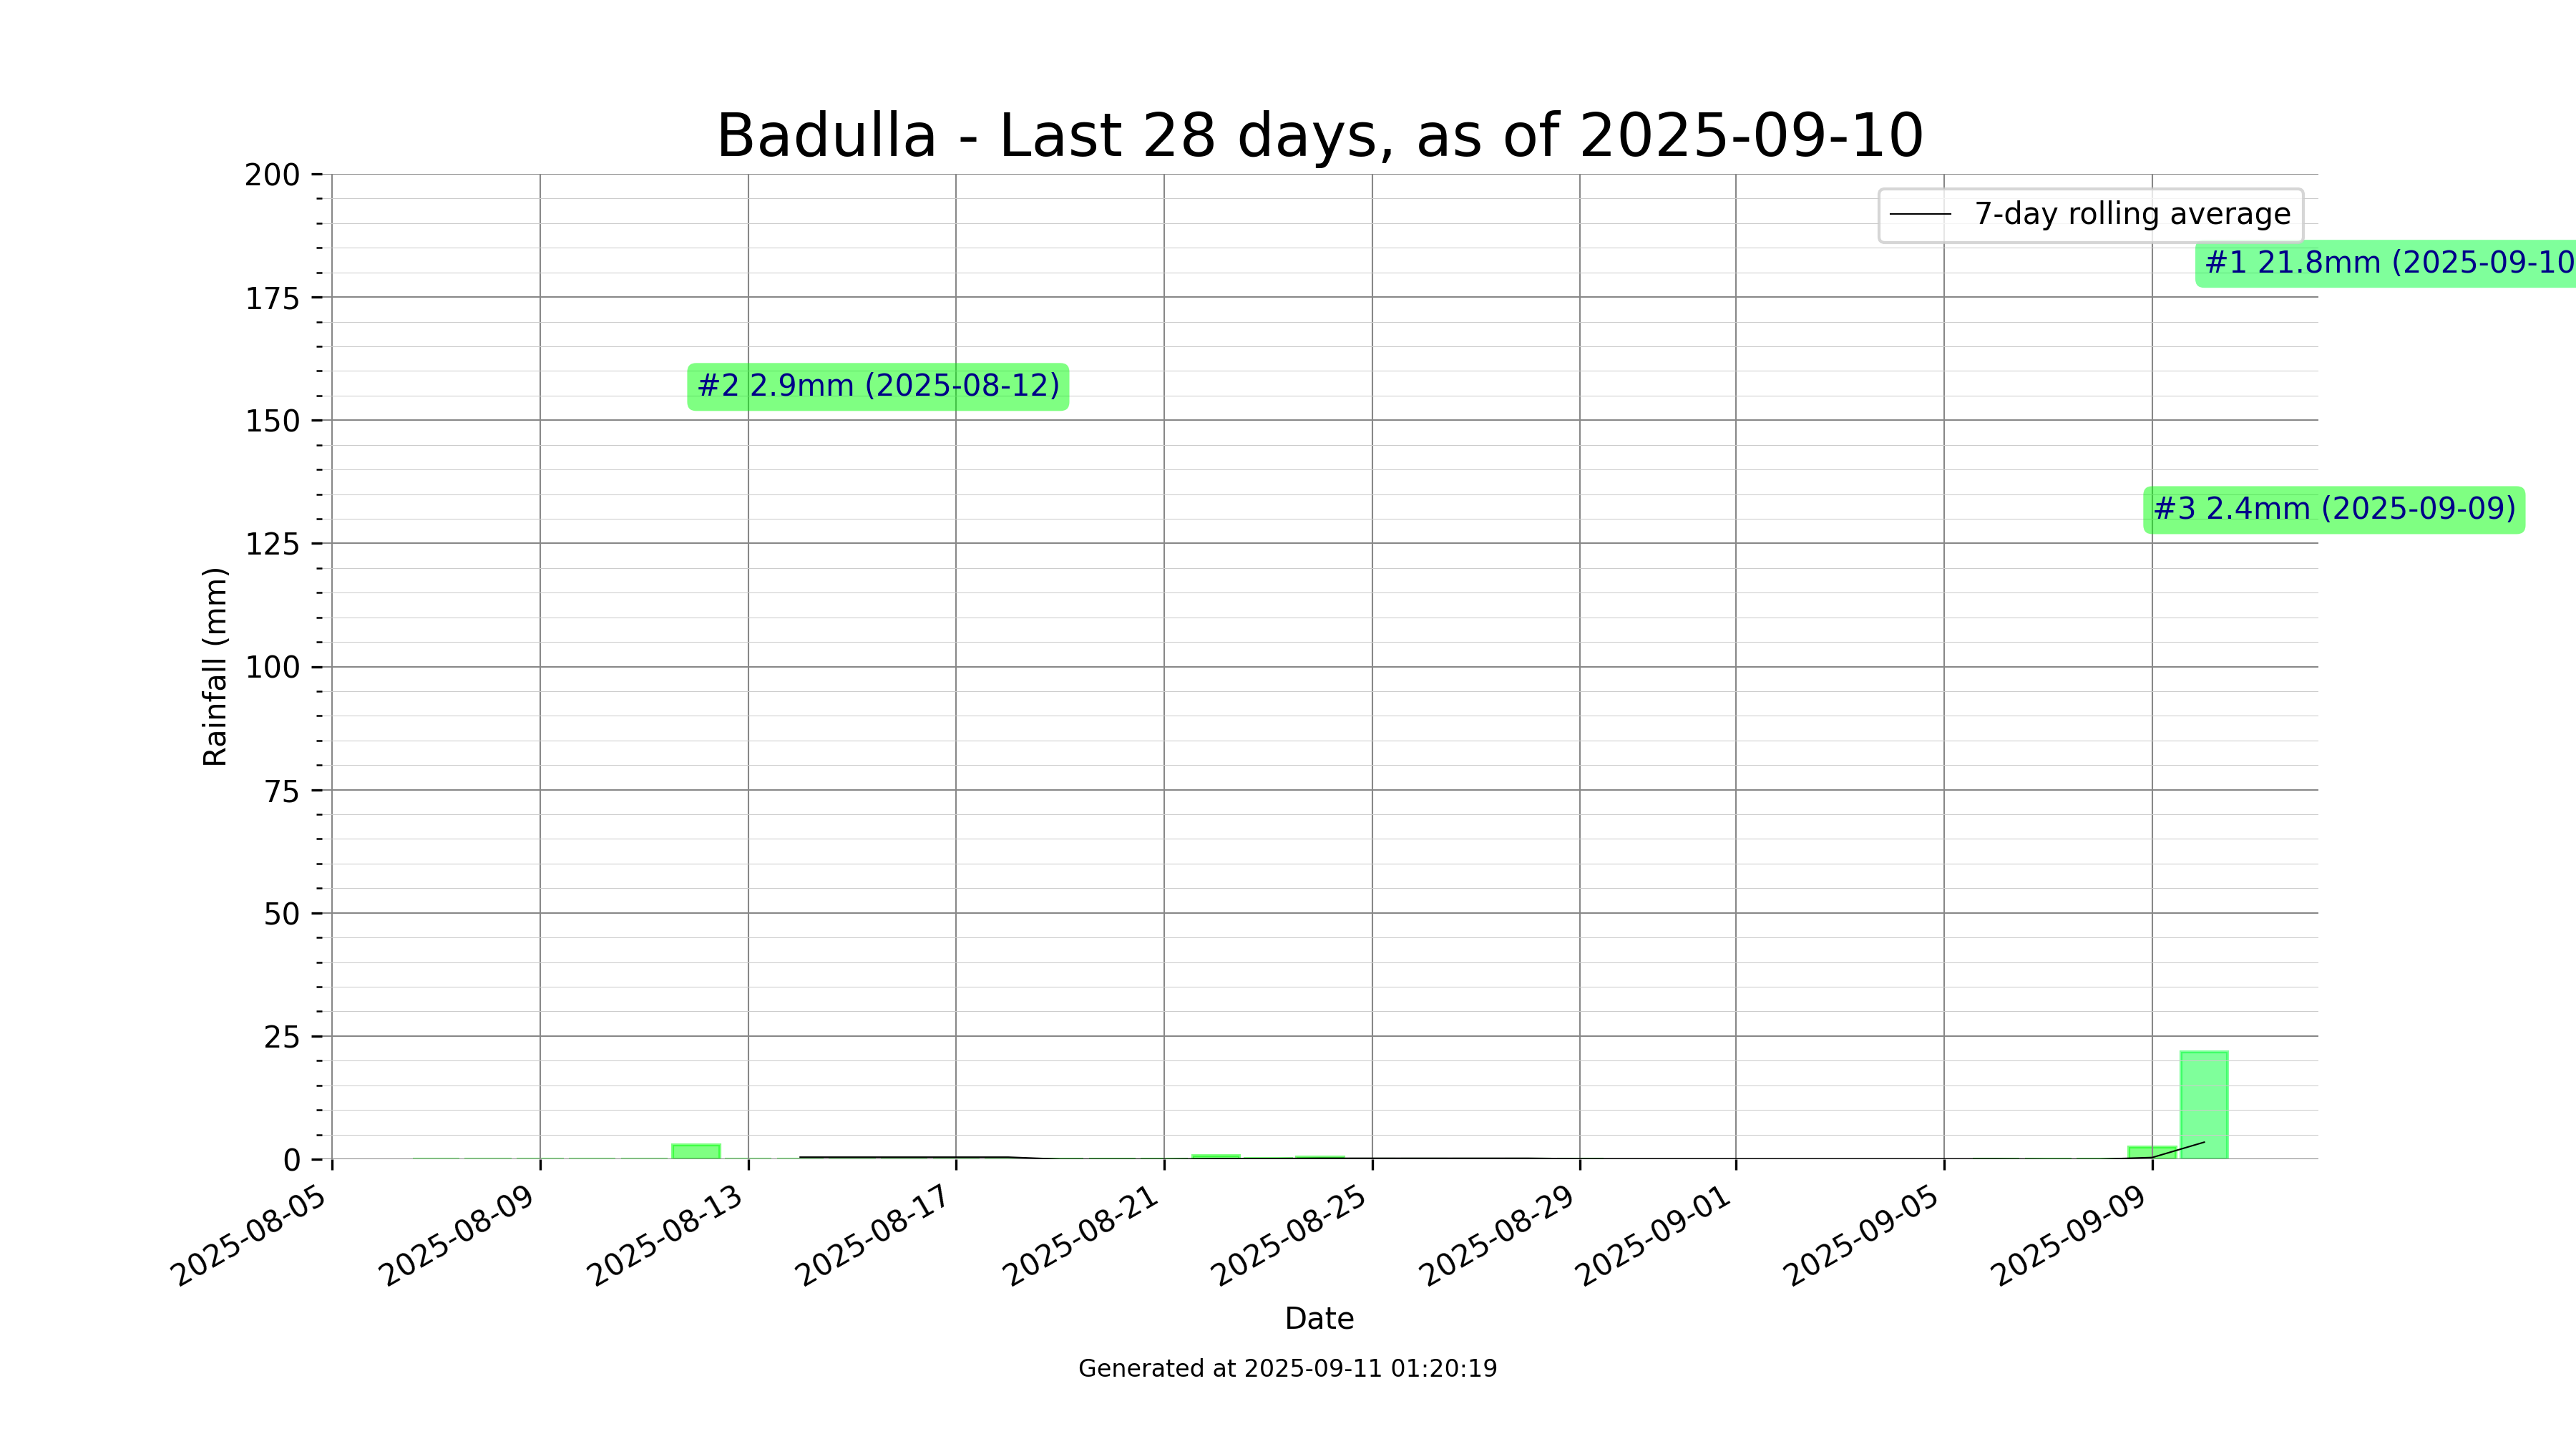 Badulla - Last 28 days, as of 2025-09-10
200
175
150
125
100
75
50
25
0
Rainfall (mm)
7-day rolling average
#1 21.8mm (2025-09-10
#2 2.9mm (2025-08-12)
#3 2.4mm (2025-09-09)
2025-08-05
2025-08-09
2025-08-13
2025-08-17
2025-08-21
2025-08-25
2025-08-29
2025-09-01
2025-09-05
2025-09-09
Date
Generated at 2025-09-11 01:20:19